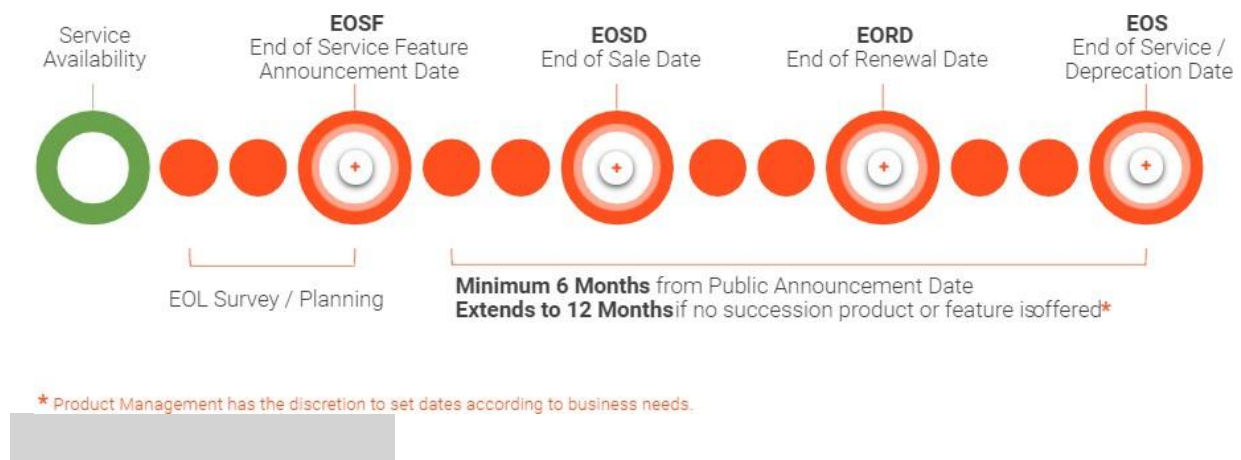 Service
Availability
EOSF
End of Service Feature
Announcement Date
EOSD
End of Sale Date
EORD
End of Renewal Date
EOS
End of Service /
Deprecation Date
EOL Survey / Planning
Minimum 6 Months from Public Announcement Date
Extends to 12 Months if no succession product or feature isoffered*
* Product Management has the discretion to set dates according to business needs.